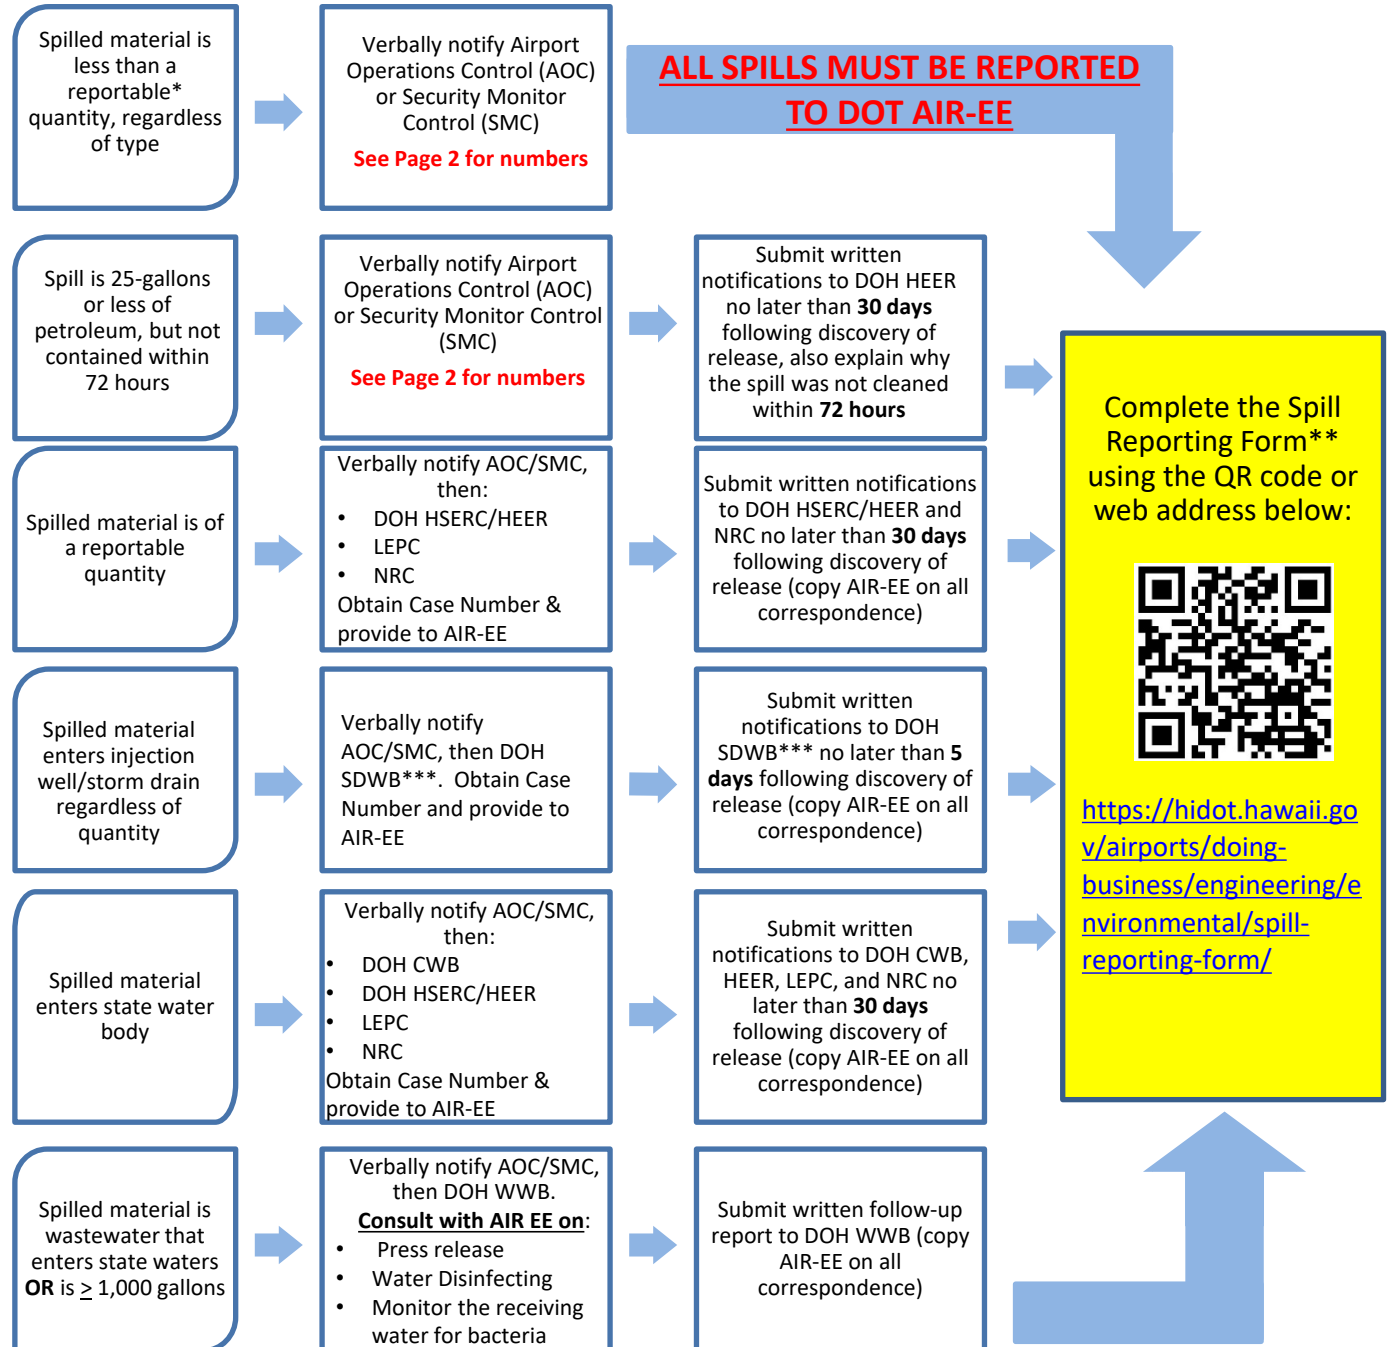 Spilled material is
less than a
reportable*
quantity, regardless
of type
Verbally notify Airport
Operations Control (AOC)
or Security Monitor
Control (SMC)
See Page 2 for numbers
ALL SPILLS MUST BE REPORTED
TO DOT AIR-EE
Spill is 25-gallons
or less of
petroleum, but not
contained within
72 hours
Verbally notify Airport
Operations Control (AOC)
or Security Monitor Control
(SMC)
See Page 2 for numbers
Submit written
notifications to DOH HEER
no later than 30 days
following discovery of
release, also explain why
the spill was not cleaned
within 72 hours
Spilled material is of
a reportable
quantity
Verbally notify AOC/SMC,
then:
• DOH HSERC/HEER
• LEPC
• NRC
Obtain Case Number &
provide to AIR-EE
Submit written notifications
to DOH HSERC/HEER and
NRC no later than 30 days
following discovery of
release (copy AIR-EE on all
correspondence)
Spilled material
enters injection
well/storm drain
regardless of
quantity
Verbally notify
AOC/SMC, then DOH
SDWB***. Obtain Case
Number and provide to
AIR-EE
Submit written
notifications to DOH
SDWB*** no later than 5
days following discovery of
release (copy AIR-EE on all
correspondence)
Spilled material
enters state water
body
Verbally notify AOC/SMC,
then:
• DOH CWB
• DOH HSERC/HEER
• LEPC
• NRC
Obtain Case Number &
provide to AIR-EE
Submit written
notifications to DOH CWB,
HEER, LEPC, and NRC no
later than 30 days
following discovery of
release (copy AIR-EE on all
correspondence)
Spilled material is
wastewater that
enters state waters
OR is ≥ 1,000 gallons
Verbally notify AOC/SMC,
then DOH WWB.
Consult with AIR EE on:
• Press release
• Water Disinfecting
• Monitor the receiving
water for bacteria
Submit written follow-up
report to DOH WWB (copy
AIR-EE on all
correspondence)
Complete the Spill
Reporting Form**
using the QR code or
web address below:
https://hidot.hawaii.go
v/airports/doing-
business/engineering/e
nvironmental/spill-
reporting-form/